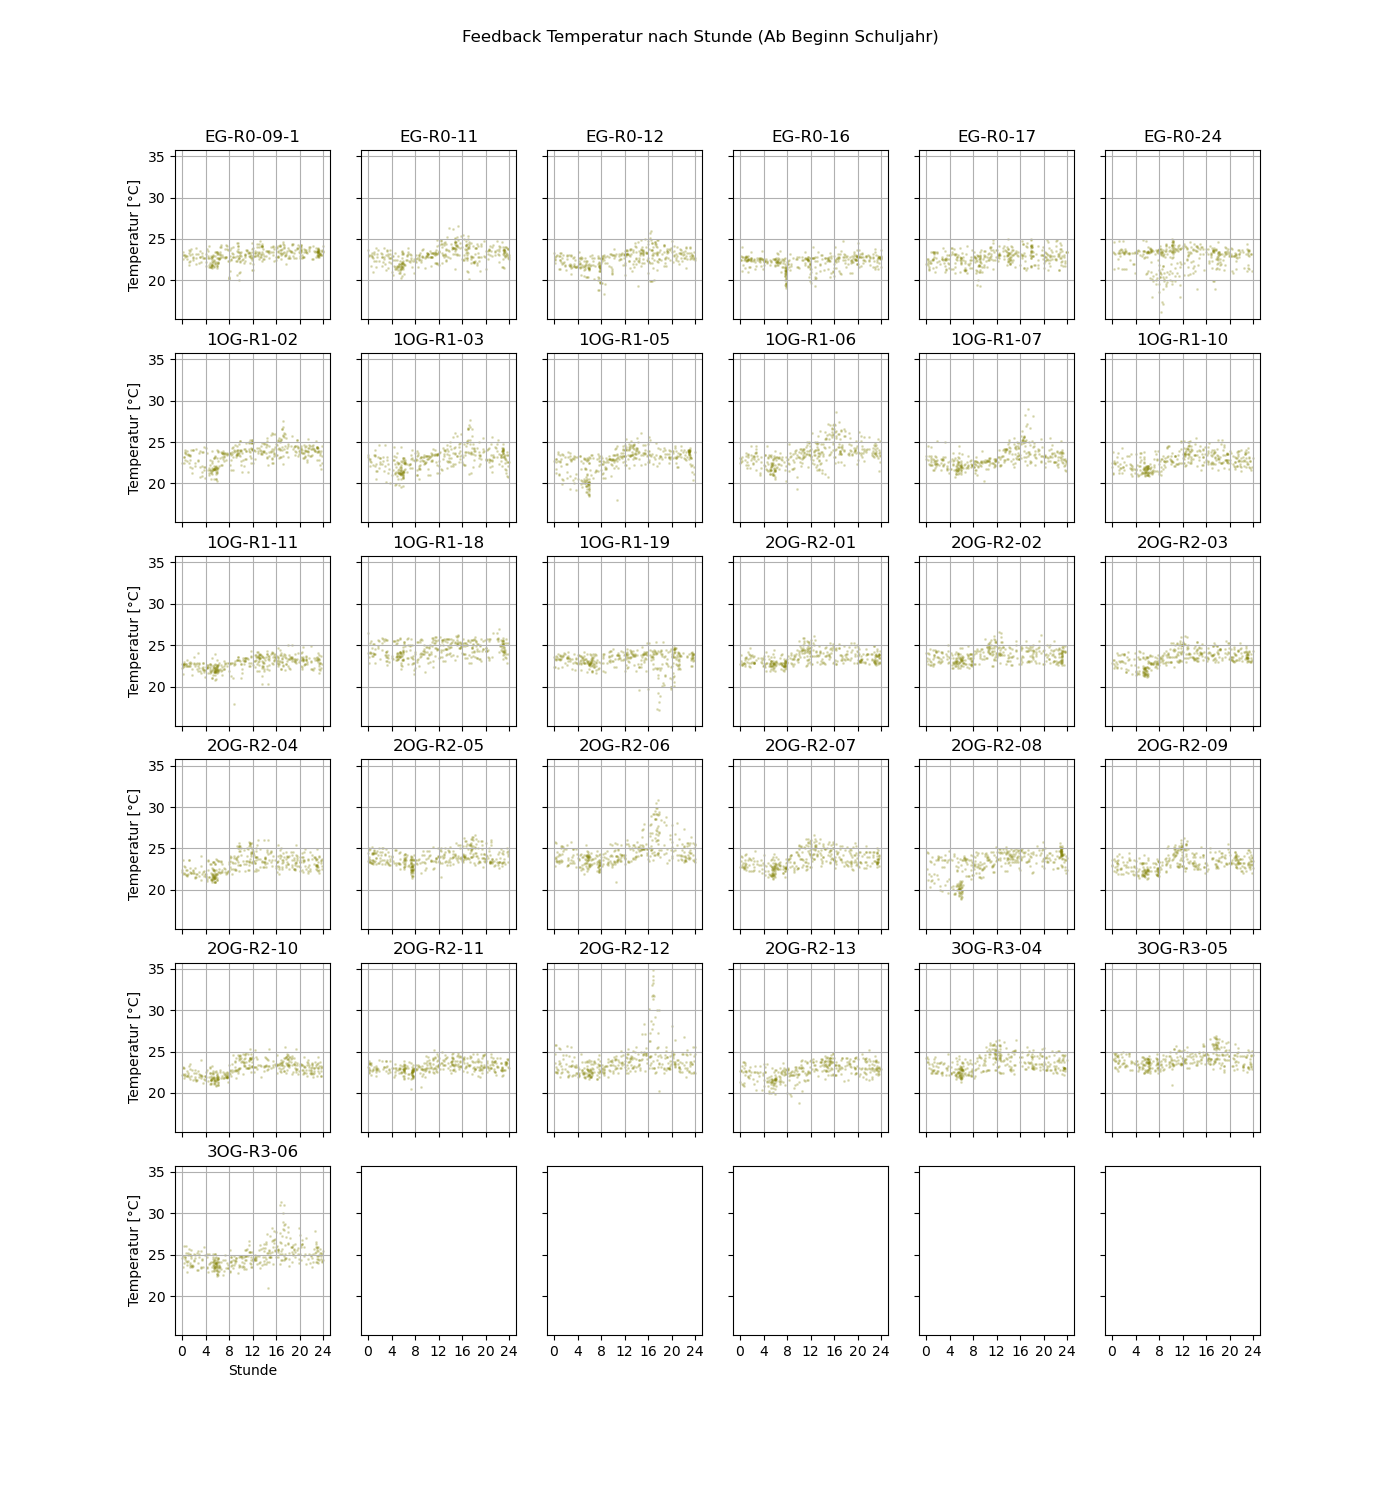 Feedback Temperatur nach Stunde (Ab Beginn Schuljahr)
EG-R0-09-1 EG-R0-11 EG-R0-12 EG-R0-16 EG-R0-17 EG-R0-24
35
30
25
20
Temperatur [°C]
1OG-R1-02 1OG-R1-03 1OG-R1-05 1OG-R1-06 1OG-R1-07 1OG-R1-10
35
30
25
20
Temperatur [°C]
1OG-R1-11 1OG-R1-18 1OG-R1-19 2OG-R2-01 2OG-R2-02 2OG-R2-03
35
30
25
20
Temperatur [°C]
2OG-R2-04 2OG-R2-05 2OG-R2-06 2OG-R2-07 2OG-R2-08 2OG-R2-09
35
30
25
20
Temperatur [°C]
2OG-R2-10 2OG-R2-11 2OG-R2-12 2OG-R2-13 3OG-R3-04 3OG-R3-05
35
30
25
20
Temperatur [°C]
3OG-R3-06
35
30
25
20
Temperatur [°C]
0 4 8 12 16 20 24 0 4 8 12 16 20 24 0 4 8 12 16 20 24 0 4 8 12 16 20 24 0 4 8 12 16 20 24 0 4 8 12 16 20 24
Stunde